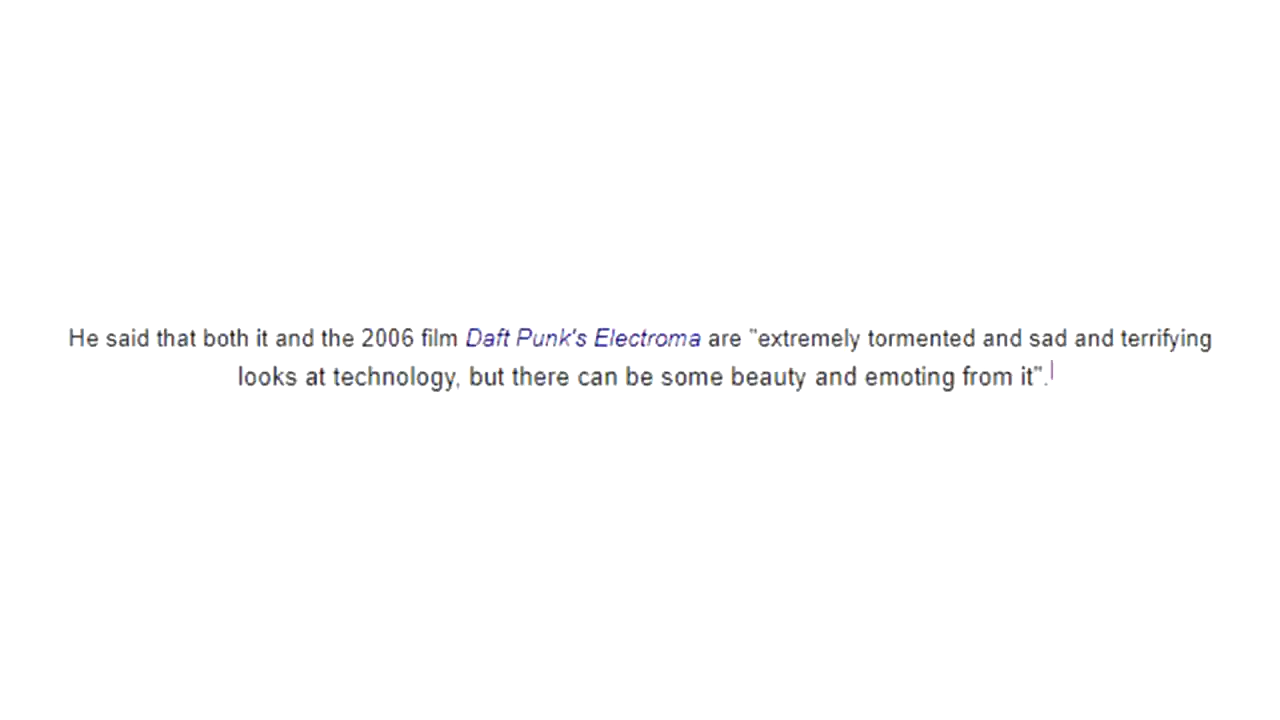 He said that both it and the 2006 film Daft Punk's Electroma are "extremely tormented and sad and terrifying
looks at technology, but there can be some beauty and emoting from it".